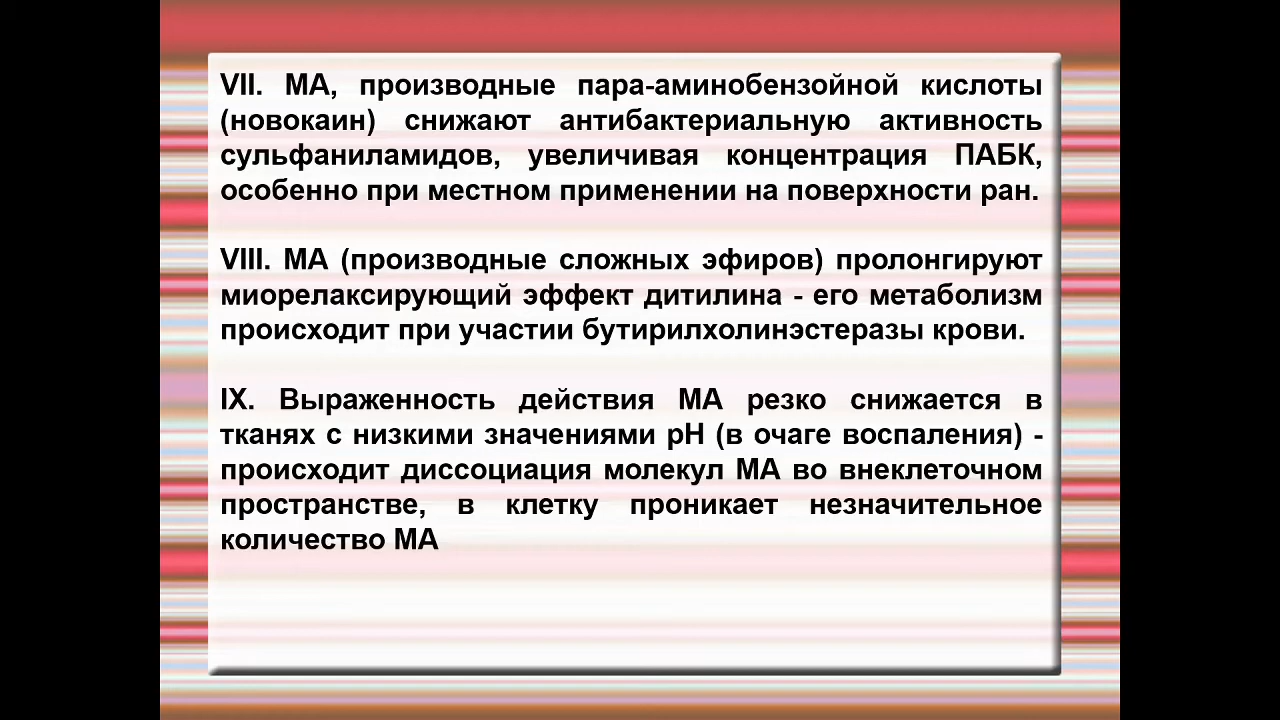 VII. МА, производные пара-аминобензойной кислоты
(новокаин) снижают антибактериальную активность
сульфаниламидов, увеличивая концентрация ПАБК,
особенно при местном применении на поверхности ран.
VIII. МА (производные сложных эфиров) пролонгируют
миорелаксирующий эффект дитилина - его метаболизм
происходит при участии бутирилхолинэстеразы крови.
IX. Выраженность действия МА резко снижается в
тканях с низкими значениями рН (в очаге воспаления) -
происходит диссоциация молекул МА во внеклеточном
пространстве, в клетку проникает незначительное
количество МА